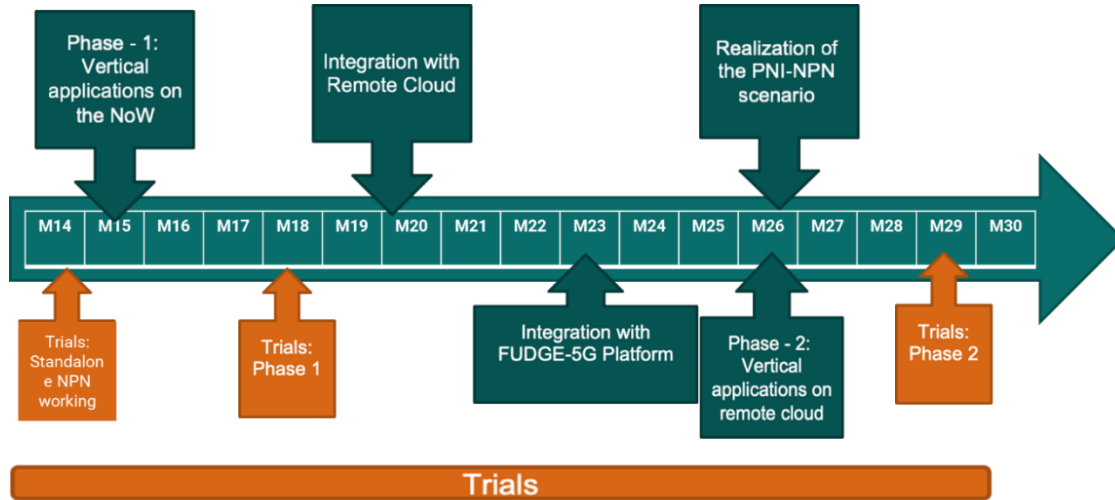 Phase - 1:
Vertical
applications on
the NoW
Integration with
Remote Cloud
Realization of
the PNI-NPN
scenario
M14 M15 M16 M17 M18 M19 M20 M21 M22 M23 M24 M25 M26 M27 M28 M29 M30
Trials:
Standalon
e NPN
working
Trials:
Phase 1
Integration with
FUDGE-5G Platform
Phase - 2:
Vertical
applications on
remote cloud
Trials:
Phase 2
Trials